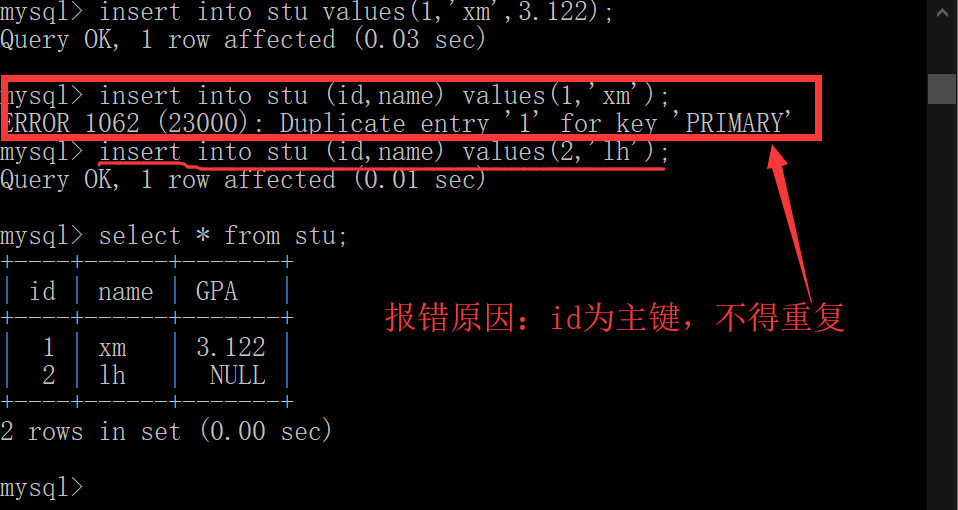 mysql> insert into stu values(1,'xm',3.122);
Query OK, 1 row affected (0.03 sec)
mysql> insert into stu (id,name) values(1,'xm');
ERROR 1062 (23000): Duplicate entry '1' for key 'PRIMARY'
mysql> insert into stu (id,name) values(2,'lh');
Query OK, 1 row affected (0.01 sec)
mysql> select * from stu;
+----+------+-------+
| id | name | GPA   |
+----+------+-------+
报错原因：id为主键，不得重复
|  1 | xm   | 3.122 |
|  2 | lh   |  NULL |
+----+------+-------+
2 rows in set (0.00 sec)
mysql>